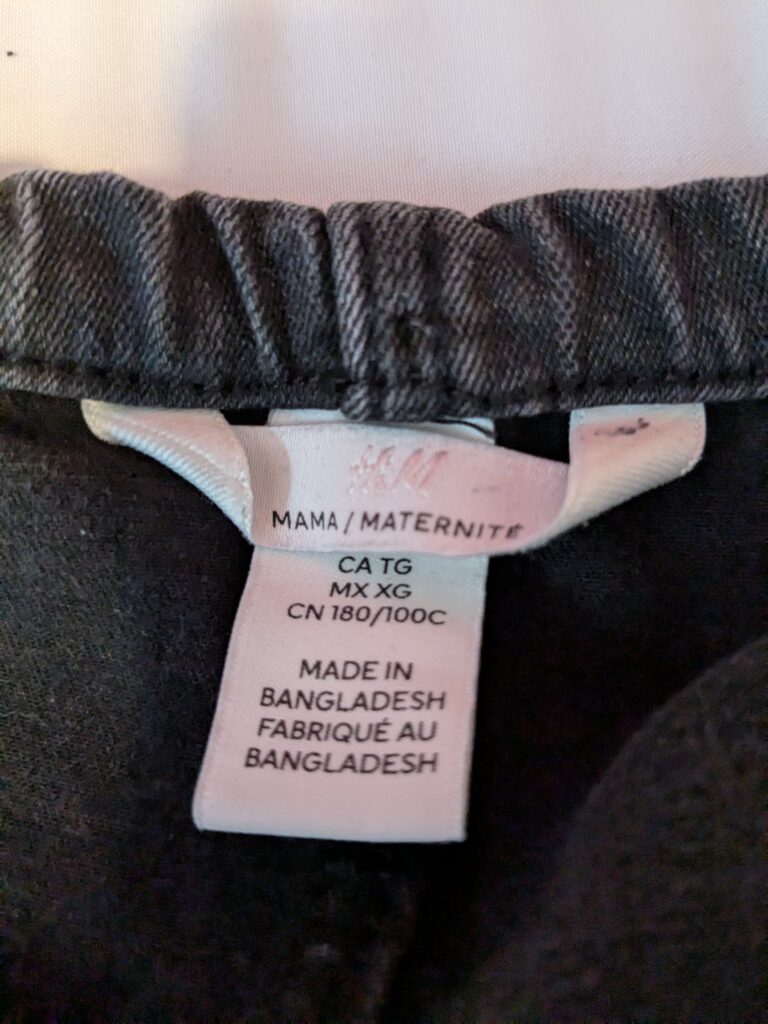 H&M
MAMA / MATERNITÉ
CA TG
MX XG
CN 180/100C
MADE IN
BANGLADESH
FABRIQUÉ AU
BANGLADESH